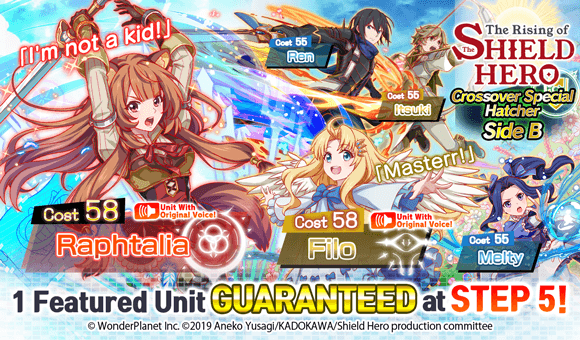 「I'm not a kid!」
Cost 55
Ren
Cost 55
Itsuki
The Rising of
The SHIELD
HERO
Crossover Special
Hatcher
Side B
「Masterr!」
Cost 58
Unit With
Original Voice!
Raphtalia
Cost 58
Unit With
Original Voice!
Filo
Cost 55
Melty
1 Featured Unit GUARANTEED at STEP 5!
© WonderPlanet Inc. ©2019 Aneko Yusagi/KADOKAWA/Shield Hero production committee